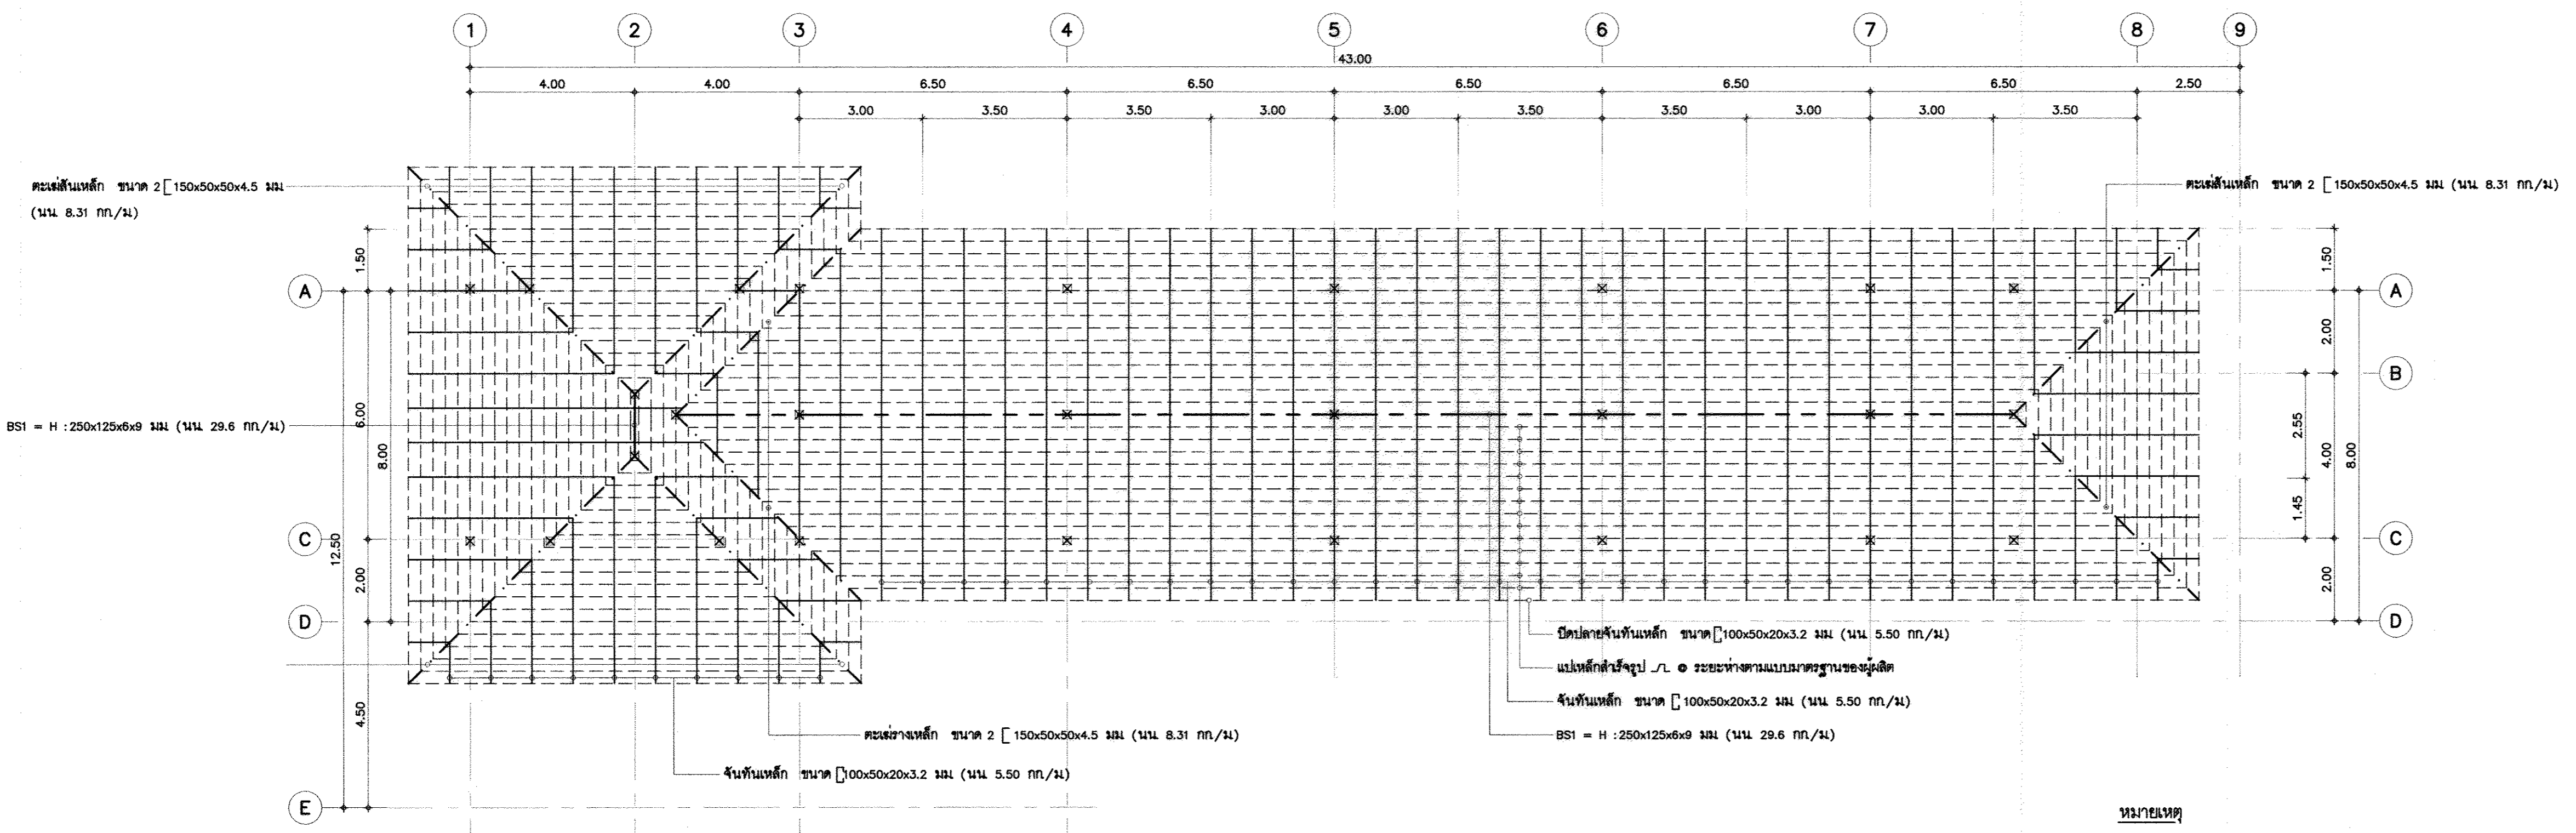 1 2 3 4 5 6 7 8 9
43.00
4.00 4.00 6.50 6.50 6.50 6.50 6.50 2.50
3.00 3.50 3.50 3.00 3.50 3.50 3.00 3.00 3.50
ตะเฆ่สันเหล็ก ขนาด 2 [ 150x50x50x4.5 มม
(นน. 8.31 กก./ม)
ตะเฆ่สันเหล็ก ขนาด 2 [ 150x50x50x4.5 มม (นน. 8.31 กก./ม)
1.50
1.50
A
A
2.00
B
6.00
8.00
BS1 = H : 250x125x6x9 มม (นน. 29.6 กก./ม)
2.55
4.00
8.00
1.45
C
C
12.50
2.00
2.00
D
D
ปิดปลายจันทันเหล็ก ขนาด [ 100x50x20x3.2 มม (นน. 5.50 กก./ม)
แปเหล็กสำเร็จรูป @ ระยะห่างตามแบบมาตรฐานของผู้ผลิต
จันทันเหล็ก ขนาด [ 100x50x20x3.2 มม (นน. 5.50 กก./ม)
4.50
ตะเฆ่รางเหล็ก ขนาด 2 [ 150x50x50x4.5 มม (นน. 8.31 กก./ม.)
BS1 = H : 250x125x6x9 มม (นน. 29.6 กก./ม)
จันทันเหล็ก ขนาด [ 100x50x20x3.2 มม (นน. 5.50 กก./ม)
E
หมายเหตุ